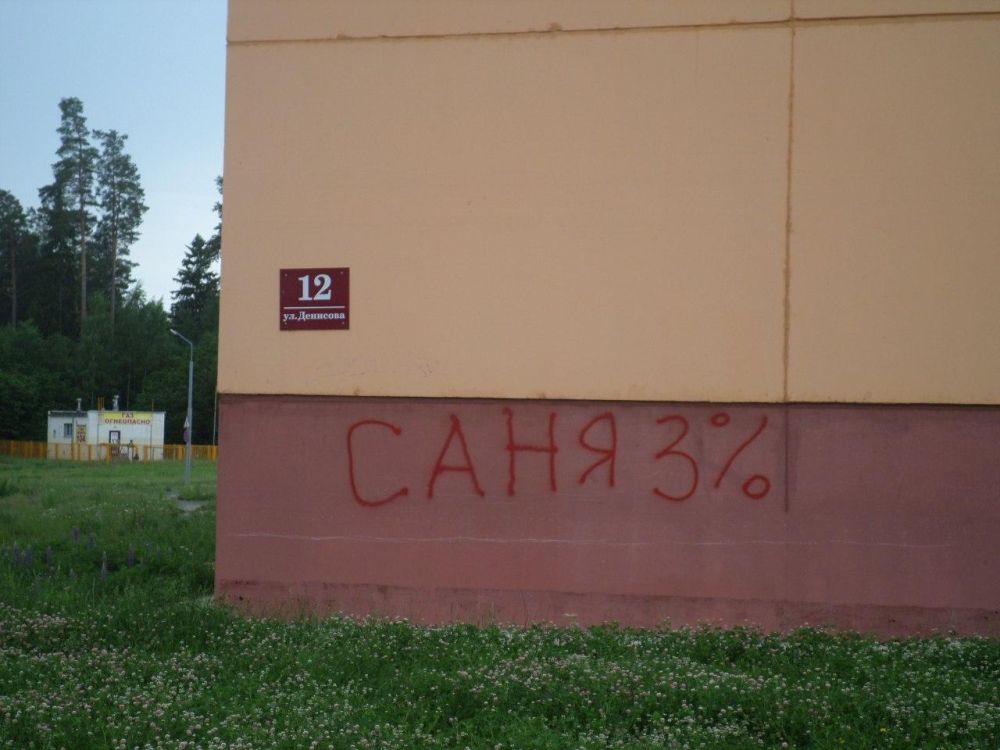 12
ул.Денисова
САНЯ 3%
ГАЗ
ОГНЕОПАСНО